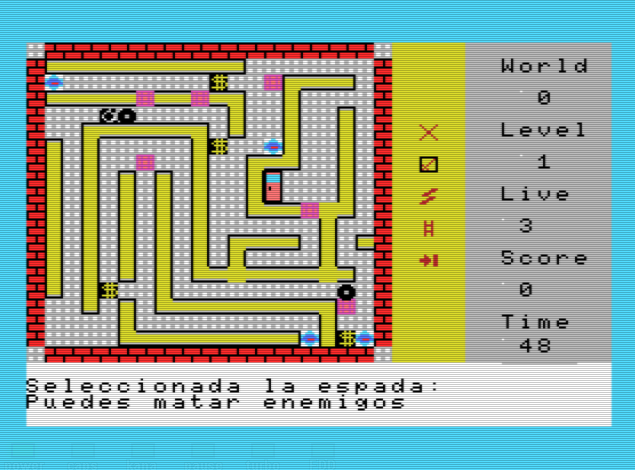 World
0
Level
1
Live
3
Score
0
Time
48
Seleccionada la espada:
Puedes matar enemigos